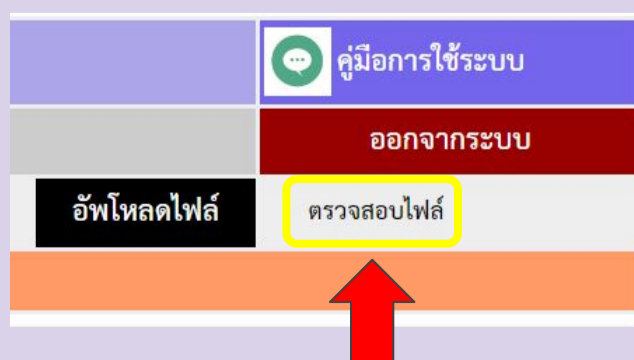 คู่มือการใช้ระบบ
ออกจากระบบ
อัพโหลดไฟล์ ตรวจสอบไฟล์